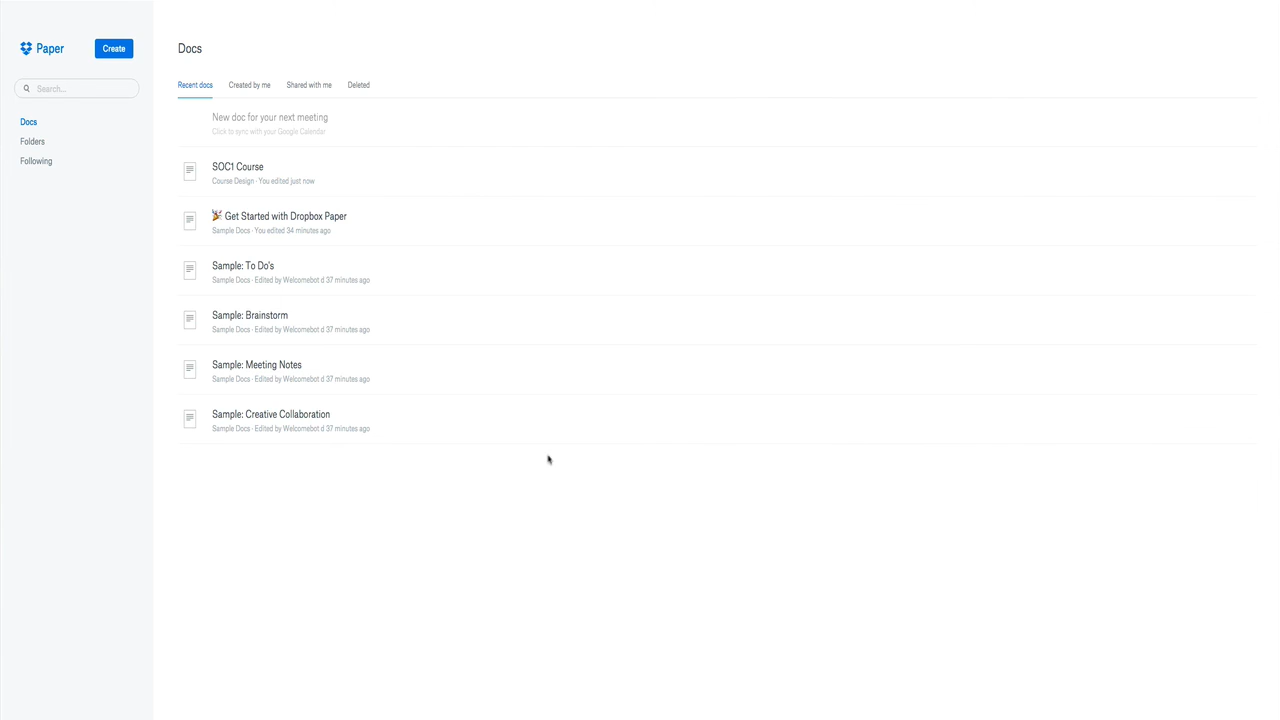 Paper
Create
Search...
Docs
Folders
Following
Docs
Recent docs
Created by me
Shared with me
Deleted
New doc for your next meeting
Click to sync with your Google Calendar
SOC1 Course
Course Design · You edited just now
🎉 Get Started with Dropbox Paper
Sample Docs · You edited 34 minutes ago
Sample: To Do's
Sample Docs · Edited by Welcomebot d 37 minutes ago
Sample: Brainstorm
Sample Docs · Edited by Welcomebot d 37 minutes ago
Sample: Meeting Notes
Sample Docs · Edited by Welcomebot d 37 minutes ago
Sample: Creative Collaboration
Sample Docs · Edited by Welcomebot d 37 minutes ago